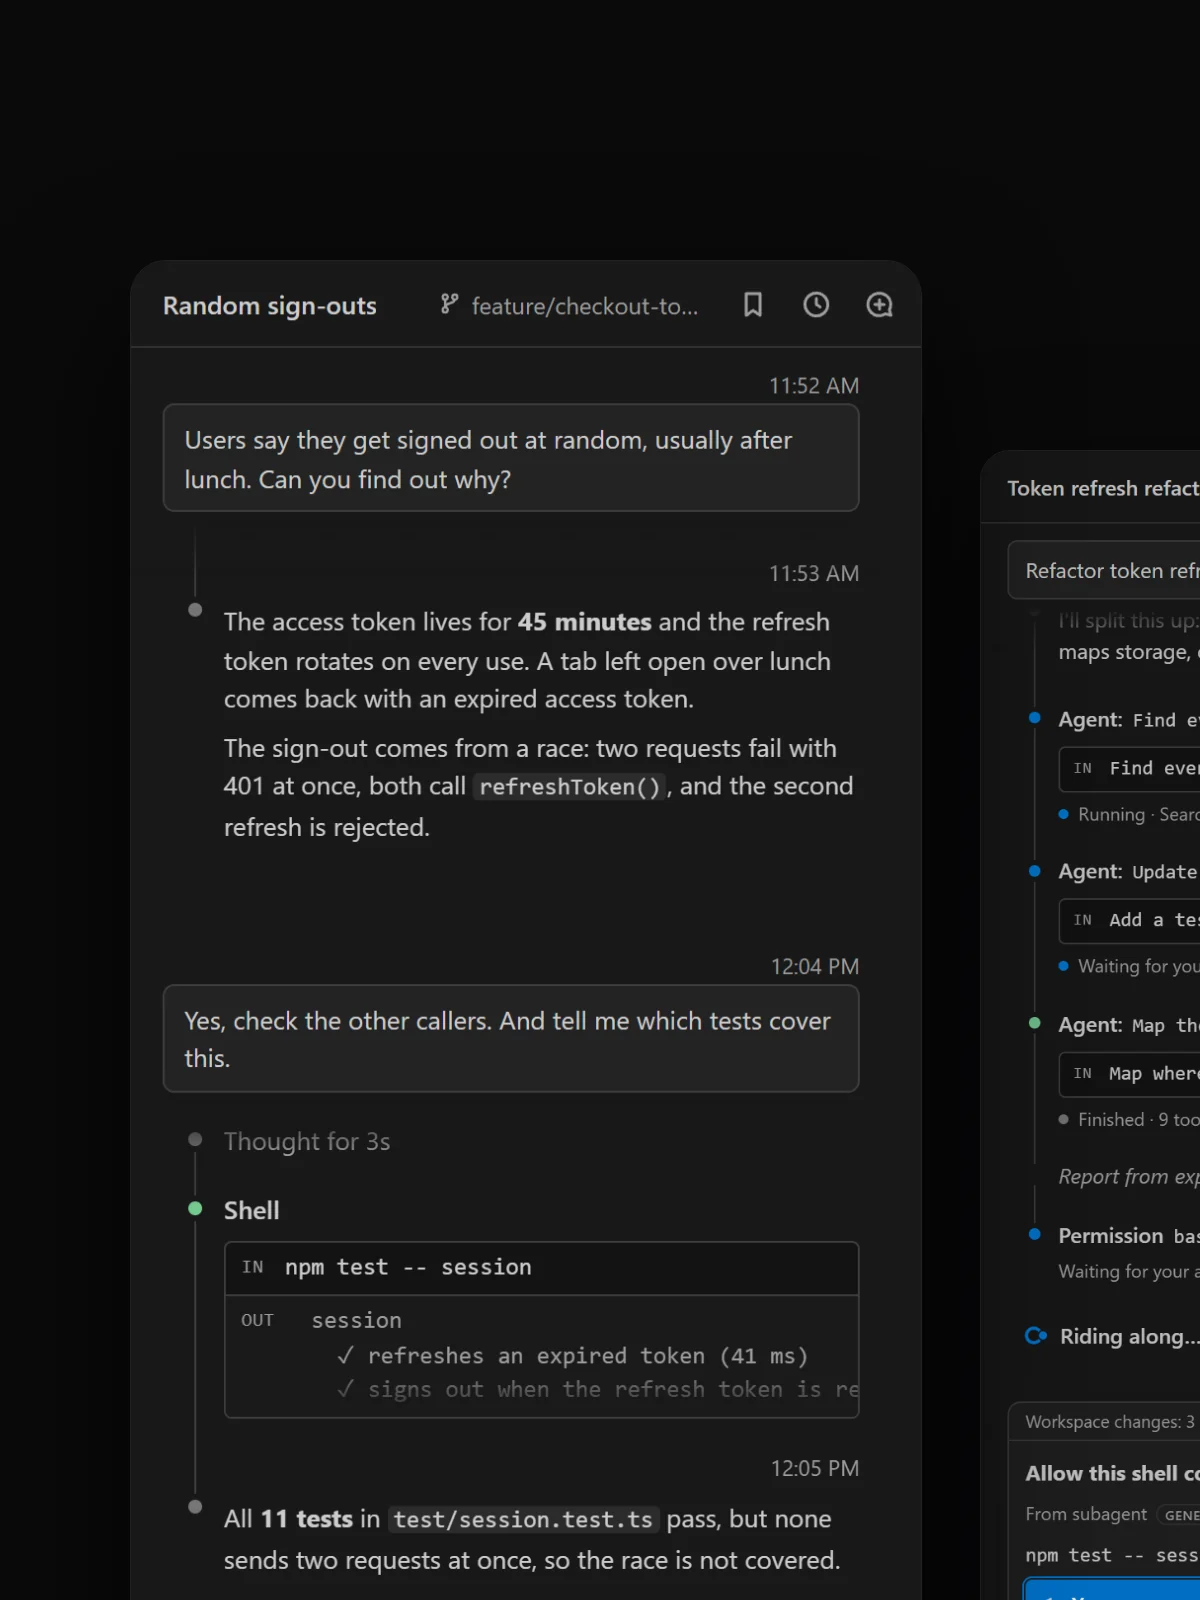 Random sign-outs
feature/checkout-to...
11:52 AM
Users say they get signed out at random, usually after
lunch. Can you find out why?
11:53 AM
The access token lives for 45 minutes and the refresh
token rotates on every use. A tab left open over lunch
comes back with an expired access token.
The sign-out comes from a race: two requests fail with
401 at once, both call refreshToken(), and the second
refresh is rejected.
12:04 PM
Yes, check the other callers. And tell me which tests cover
this.
Thought for 3s
Shell
IN npm test -- session
OUT session
✓ refreshes an expired token (41 ms)
✓ signs out when the refresh token is re
12:05 PM
All 11 tests in test/session.test.ts pass, but none
sends two requests at once, so the race is not covered.
Token refresh refact
Refactor token refr
I'll split this up:
maps storage,
Agent: Find e
IN Find ever
Running · Searc
Agent: Update
IN Add a tes
Waiting for you
Agent: Map the
IN Map where
Finished · 9 too
Report from exp
Permission bas
Waiting for your a
Riding along...
Workspace changes: 3
Allow this shell co
From subagent GENE
npm test -- sess